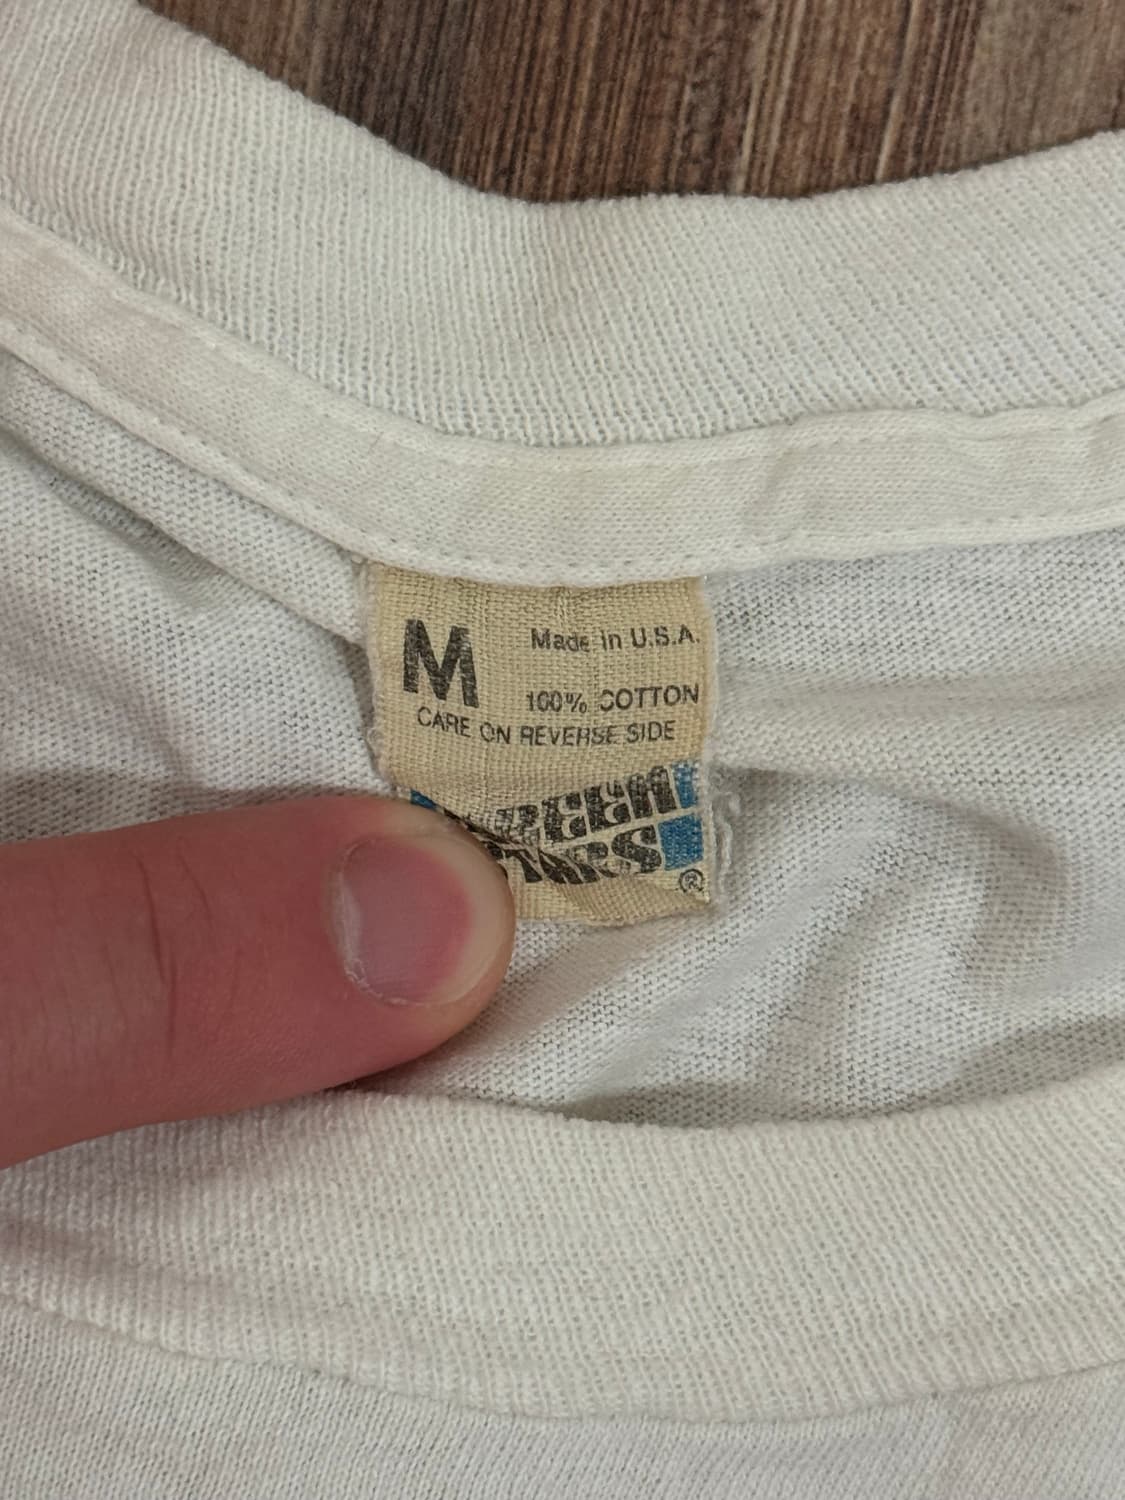 M
Made in U.S.A.
100% COTTON
CARE ON REVERSE SIDE
®